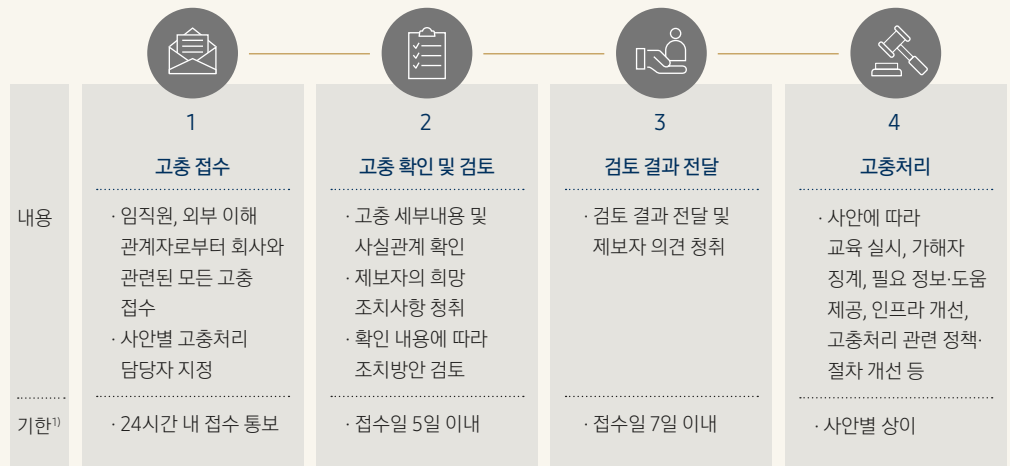 1
고충 접수
2
고충 확인 및 검토
3
검토 결과 전달
4
고충처리
내용
· 임직원, 외부 이해
관계자로부터 회사와
관련된 모든 고충
접수
· 사안별 고충처리
담당자 지정
· 고충 세부내용 및
사실관계 확인
· 제보자의 희망
조치사항 청취
· 확인 내용에 따라
조치방안 검토
· 검토 결과 전달 및
제보자 의견 청취
· 사안에 따라
교육 실시, 가해자
징계, 필요 정보·도움
제공, 인프라 개선,
고충처리 관련 정책·
절차 개선 등
기한1)
· 24시간 내 접수 통보
· 접수일 5일 이내
· 접수일 7일 이내
· 사안별 상이